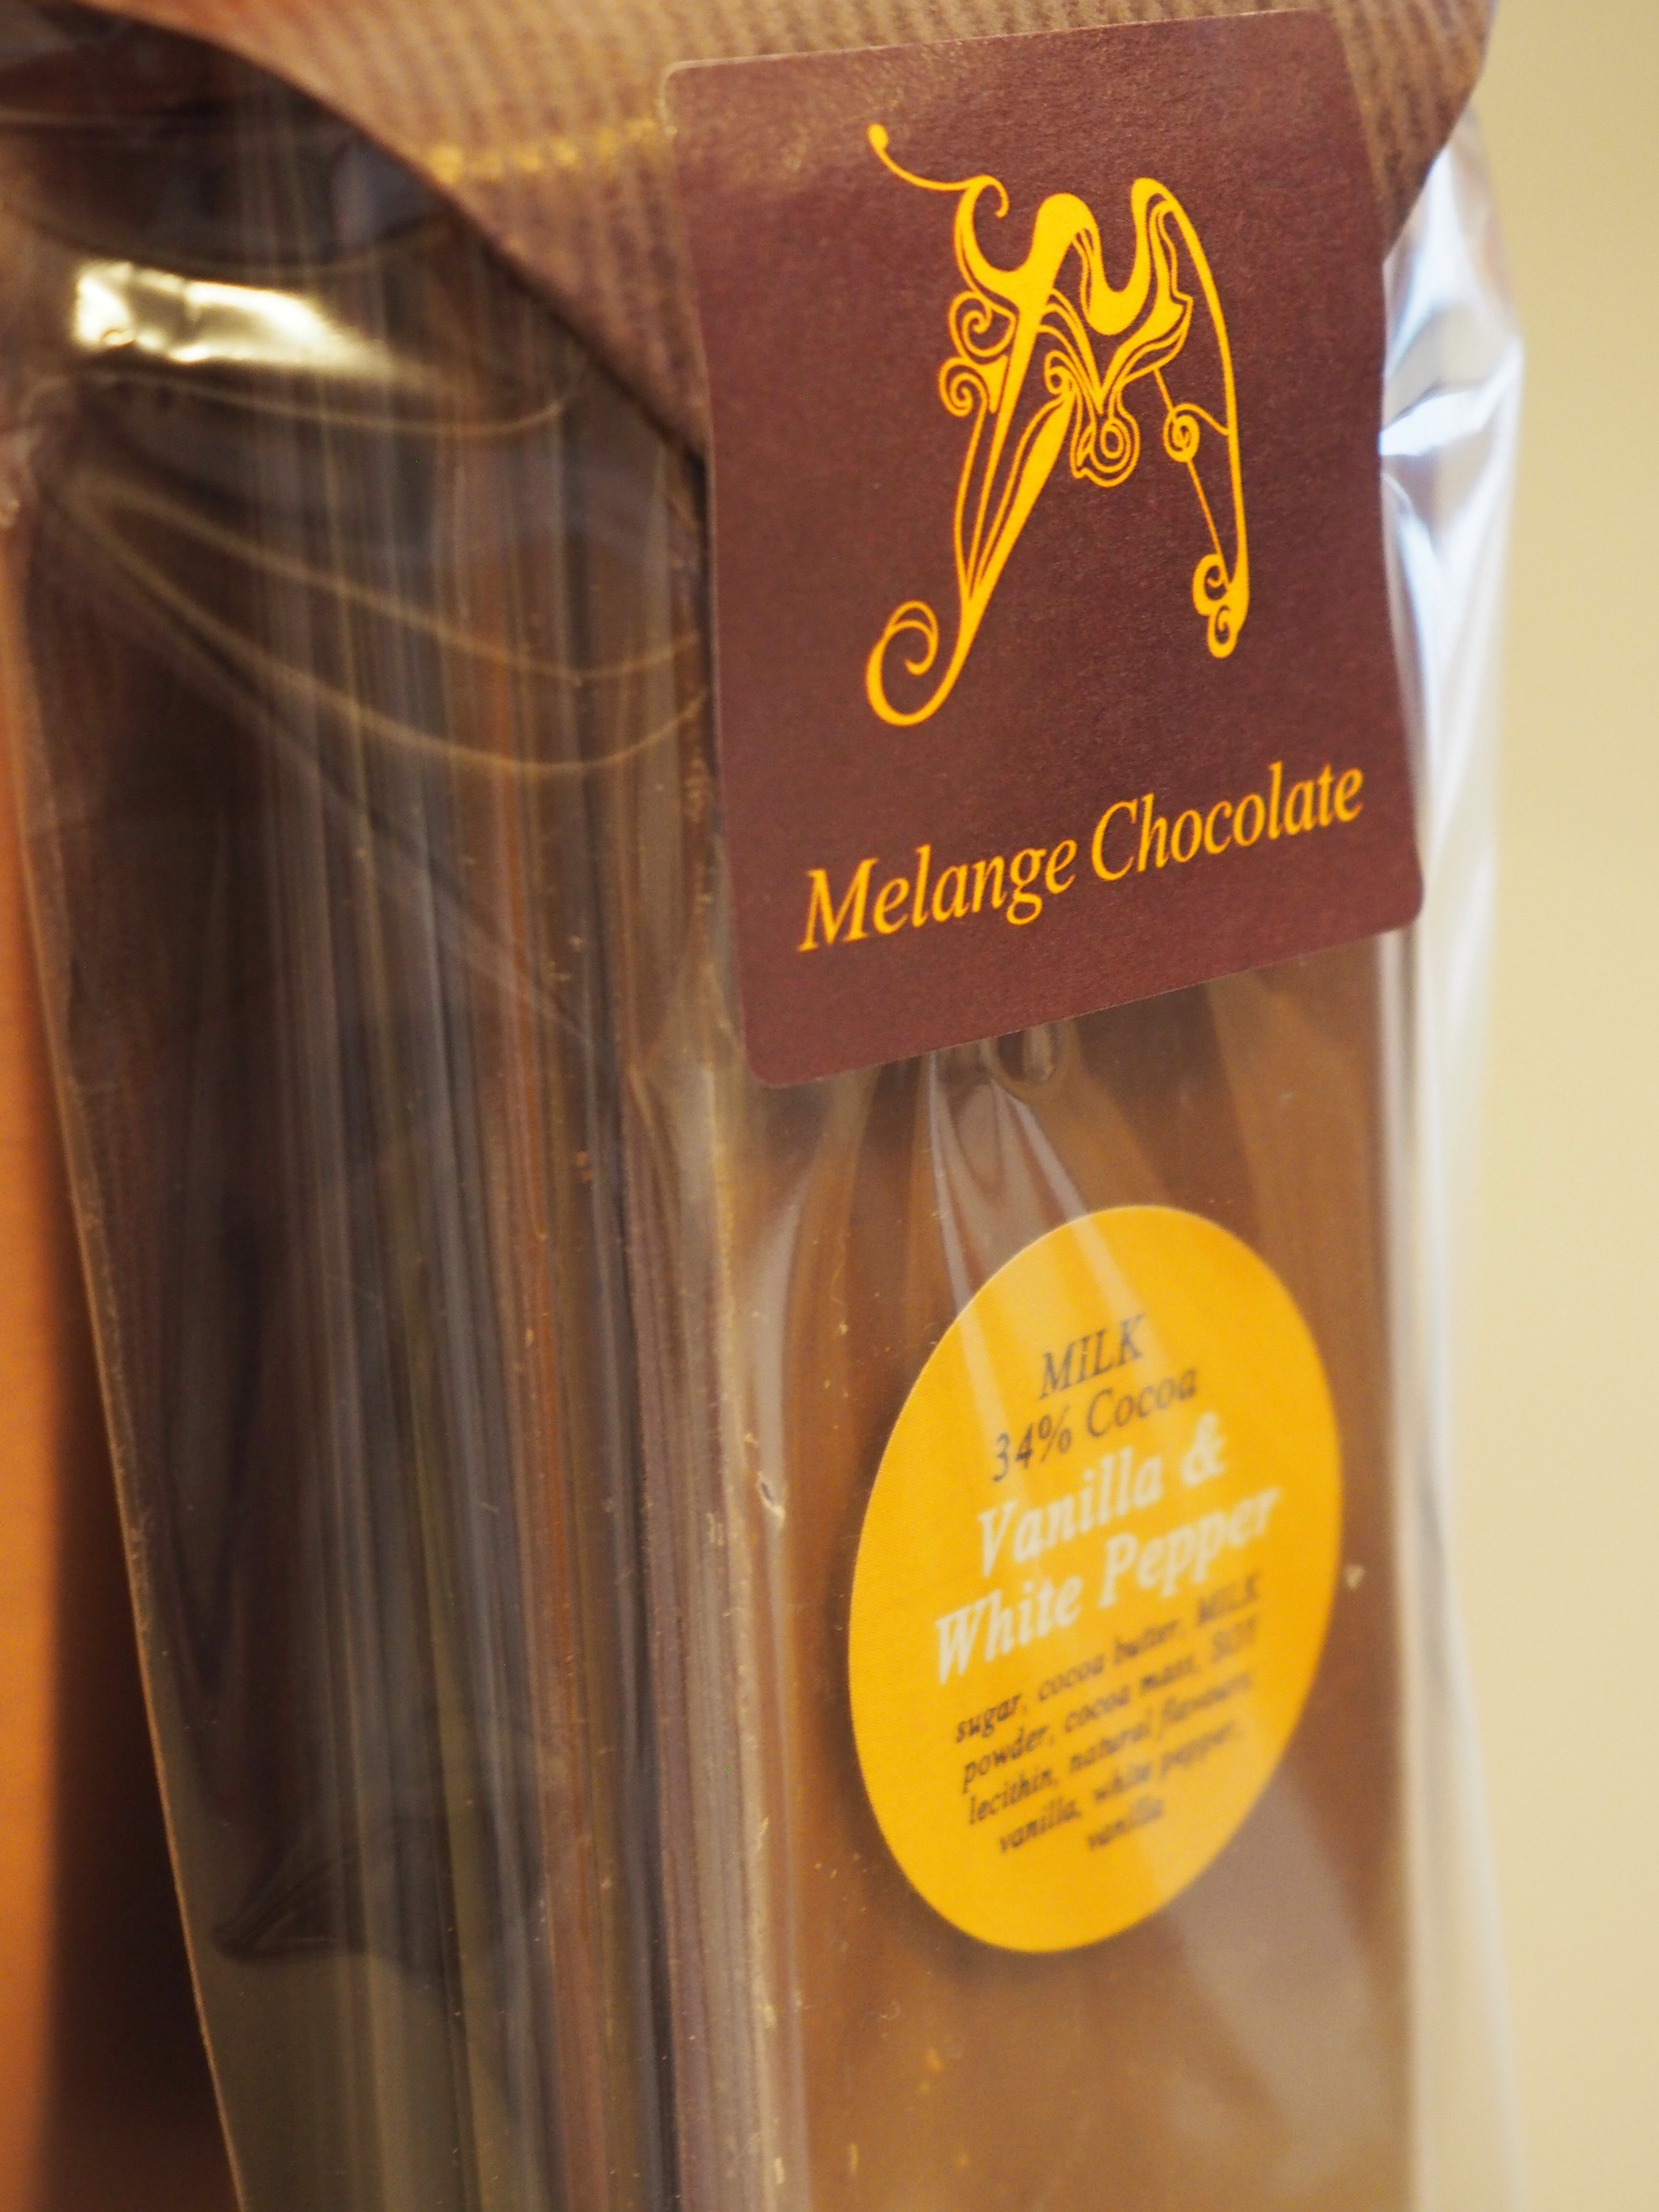 Melange Chocolate
MILK
34% Cocoa
Vanilla &
White Pepper
sugar, cocoa butter, MILK
powder, cocoa mass, SOY
lecithin, natural flavours:
vanilla, white pepper,
vanilla